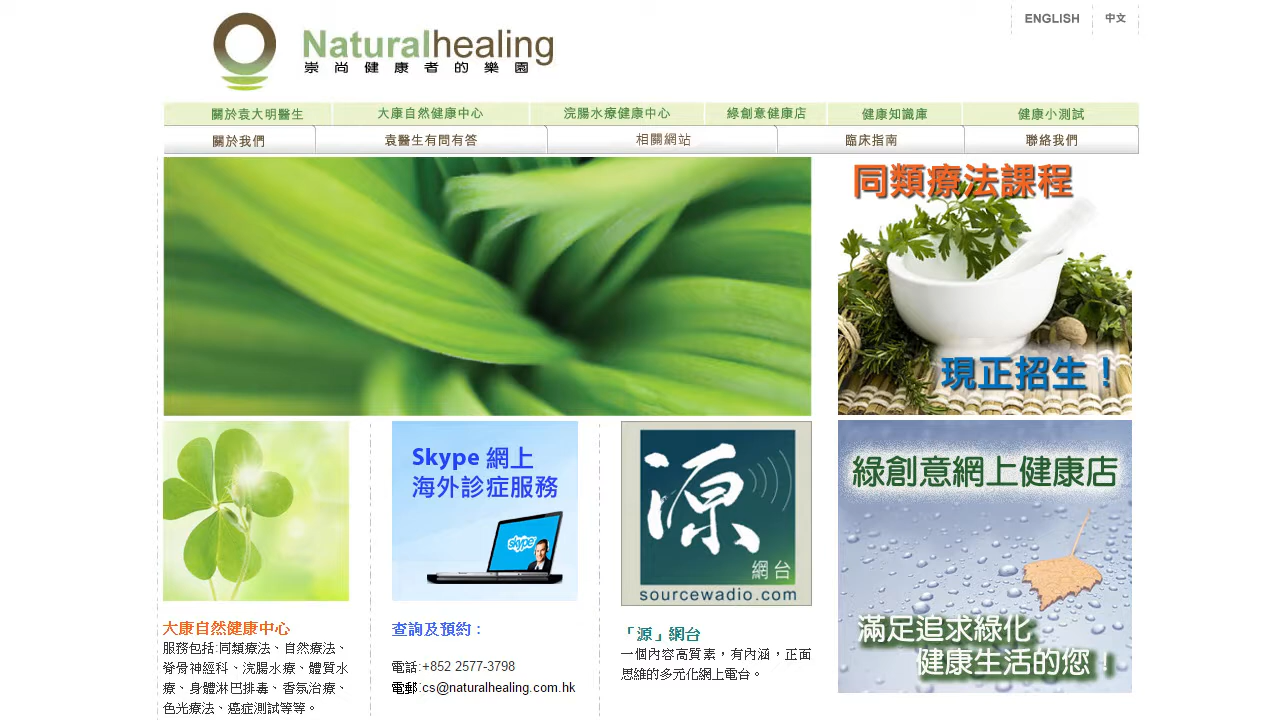 ENGLISH 中文
Naturalhealing
崇尚健康者的樂園
關於袁大明醫生 大康自然健康中心 浣腸水療健康中心 綠創意健康店 健康知識庫 健康小測試
關於我們 袁醫生有問有答 相關網站 臨床指南 聯絡我們
同類療法課程
現正招生！
Skype 網上
海外診症服務
skype
源
網台
sourcewadio.com
綠創意網上健康店
滿足追求綠化
健康生活的您！
大康自然健康中心
服務包括:同類療法、自然療法、
脊骨神經科、浣腸水療、體質水
療、身體淋巴排毒、香氛治療、
色光療法、癌症測試等等。
查詢及預約：
電話:+852 2577-3798
電郵:cs@naturalhealing.com.hk
「源」網台
一個內容高質素，有內涵，正面
思維的多元化網上電台。